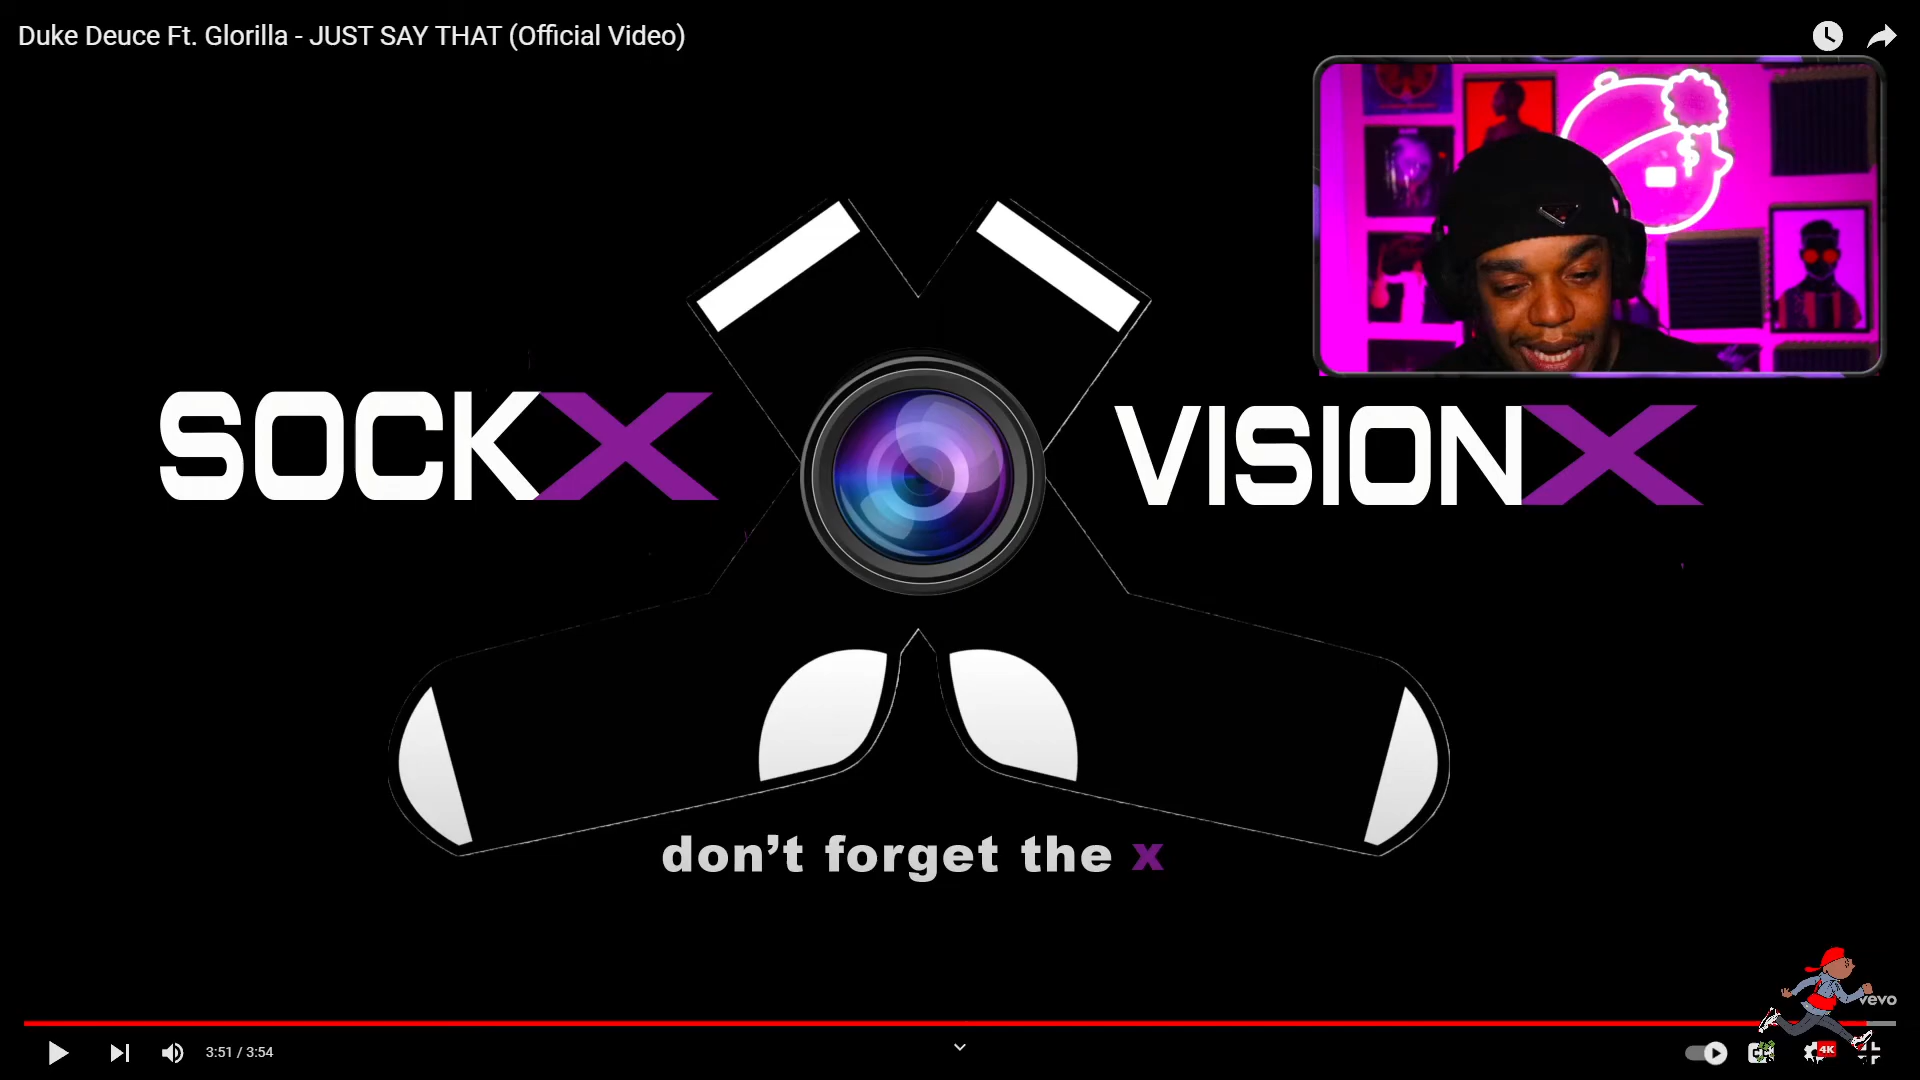 Duke Deuce Ft. Glorilla - JUST SAY THAT (Official Video)
SOCKX
VISIONX
don't forget the x
vevo
3:51 / 3:54
4K